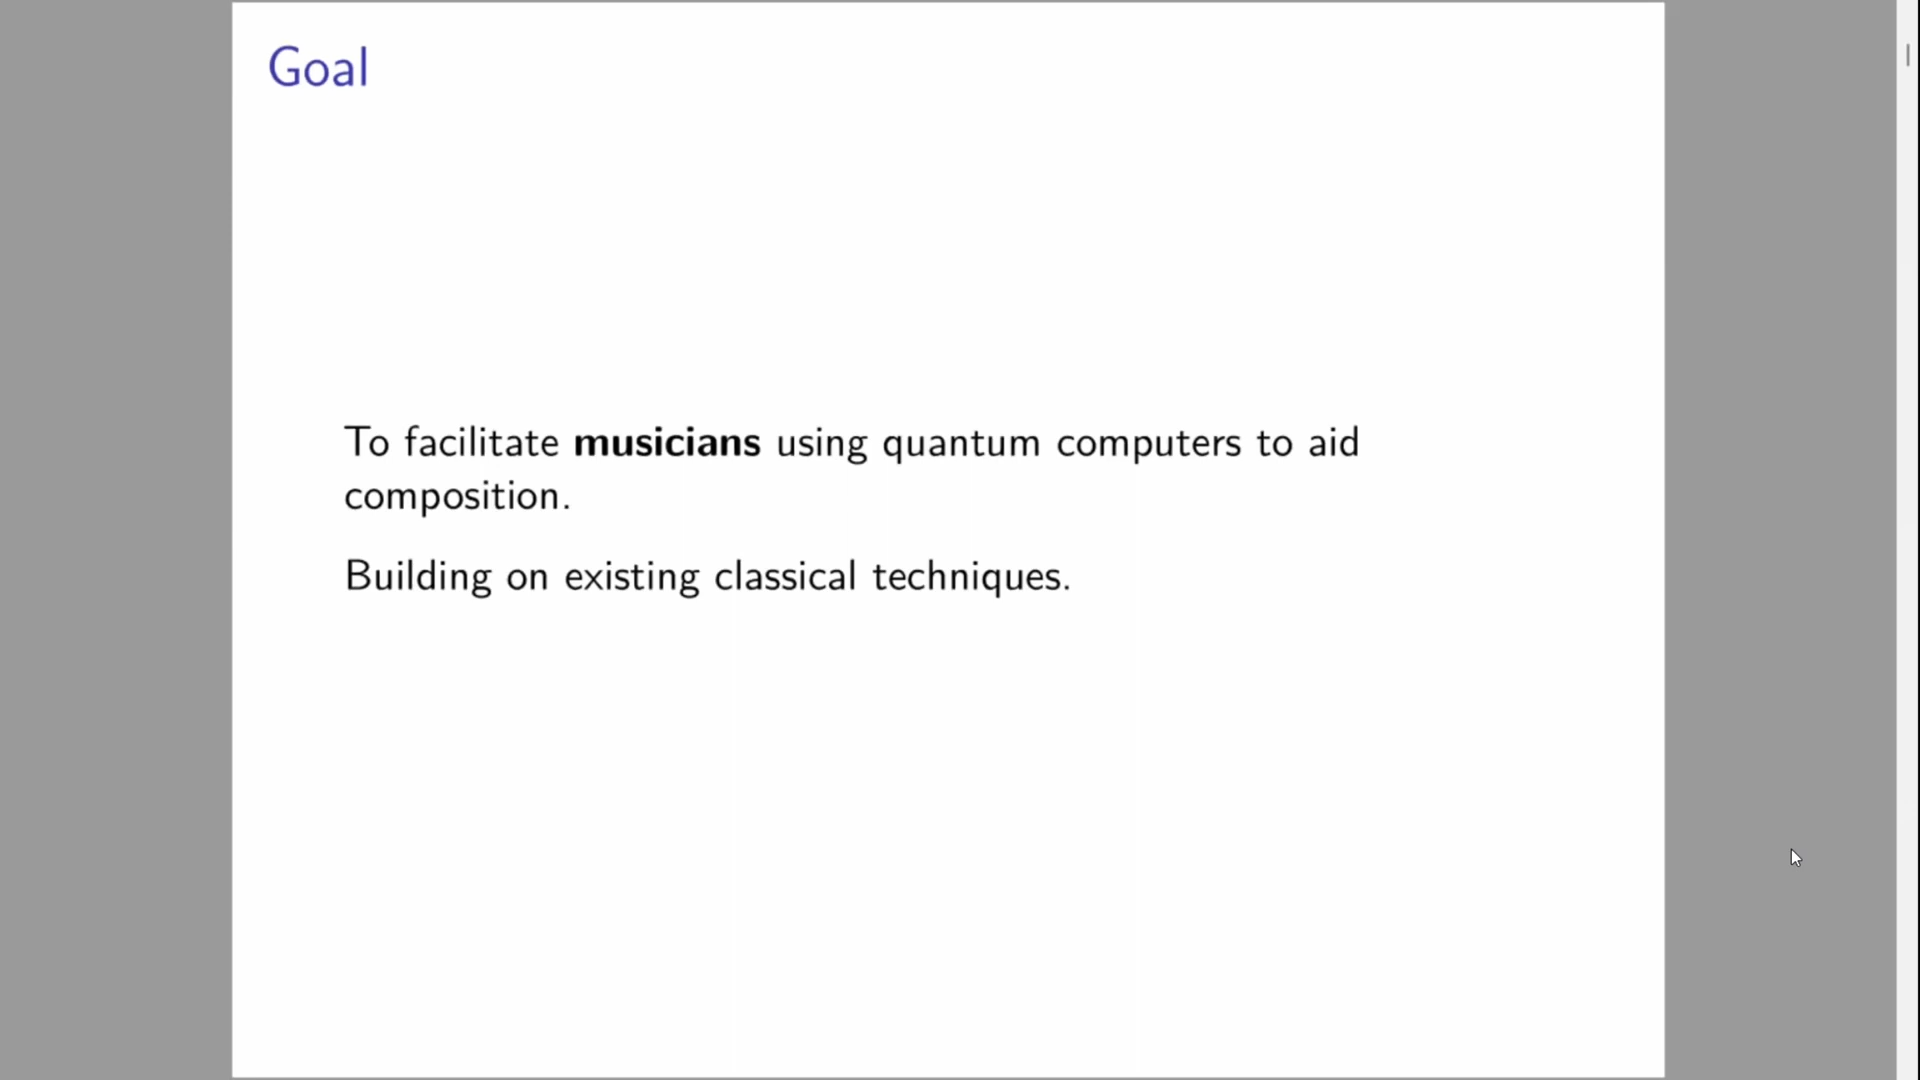 Goal
To facilitate musicians using quantum computers to aid
composition.
Building on existing classical techniques.